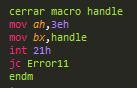 cerrar macro handle
mov ah,3eh
mov bx,handle
int 21h
jc Error11
endm